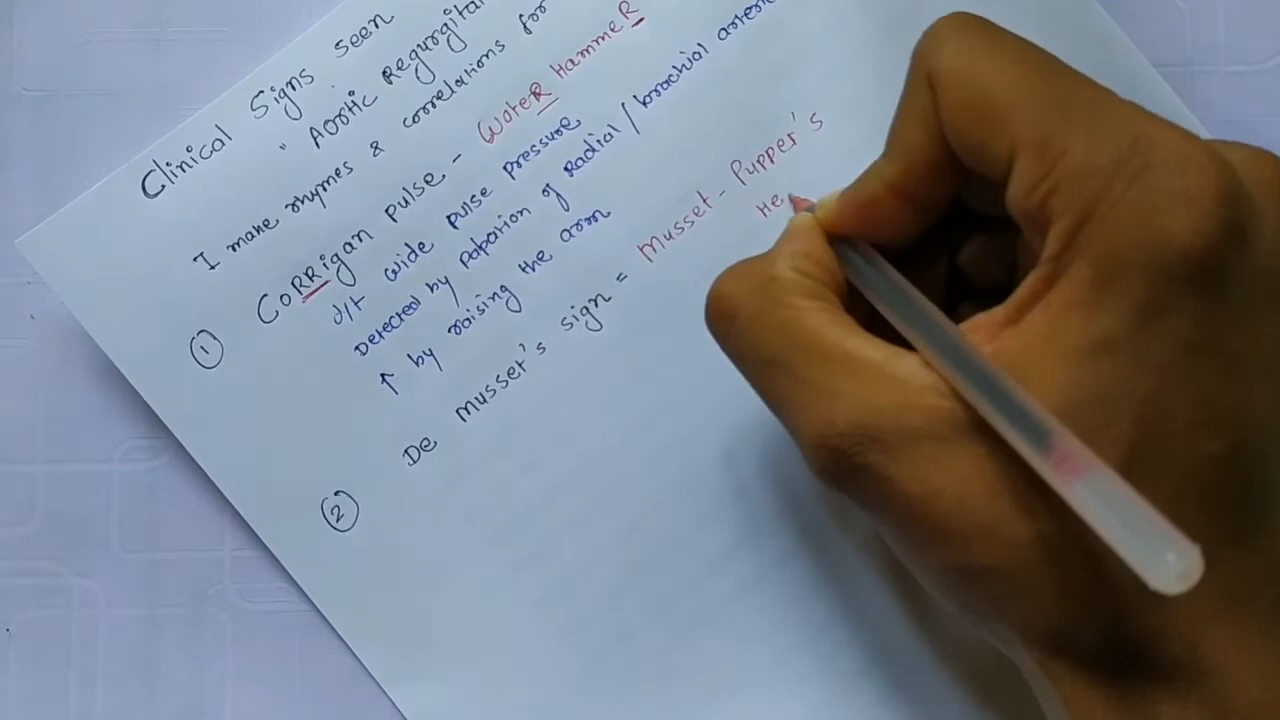 Clinical Signs seen
" Aortic Regurgita
I make rhymes & correlations for
① CoRRigan pulse - WateR HammeR
d/t wide pulse pressure
Detected by palpation of Radial / brachial arterie
↑ by raising the arm
② De Musset's sign = Musset - Pupper's
He